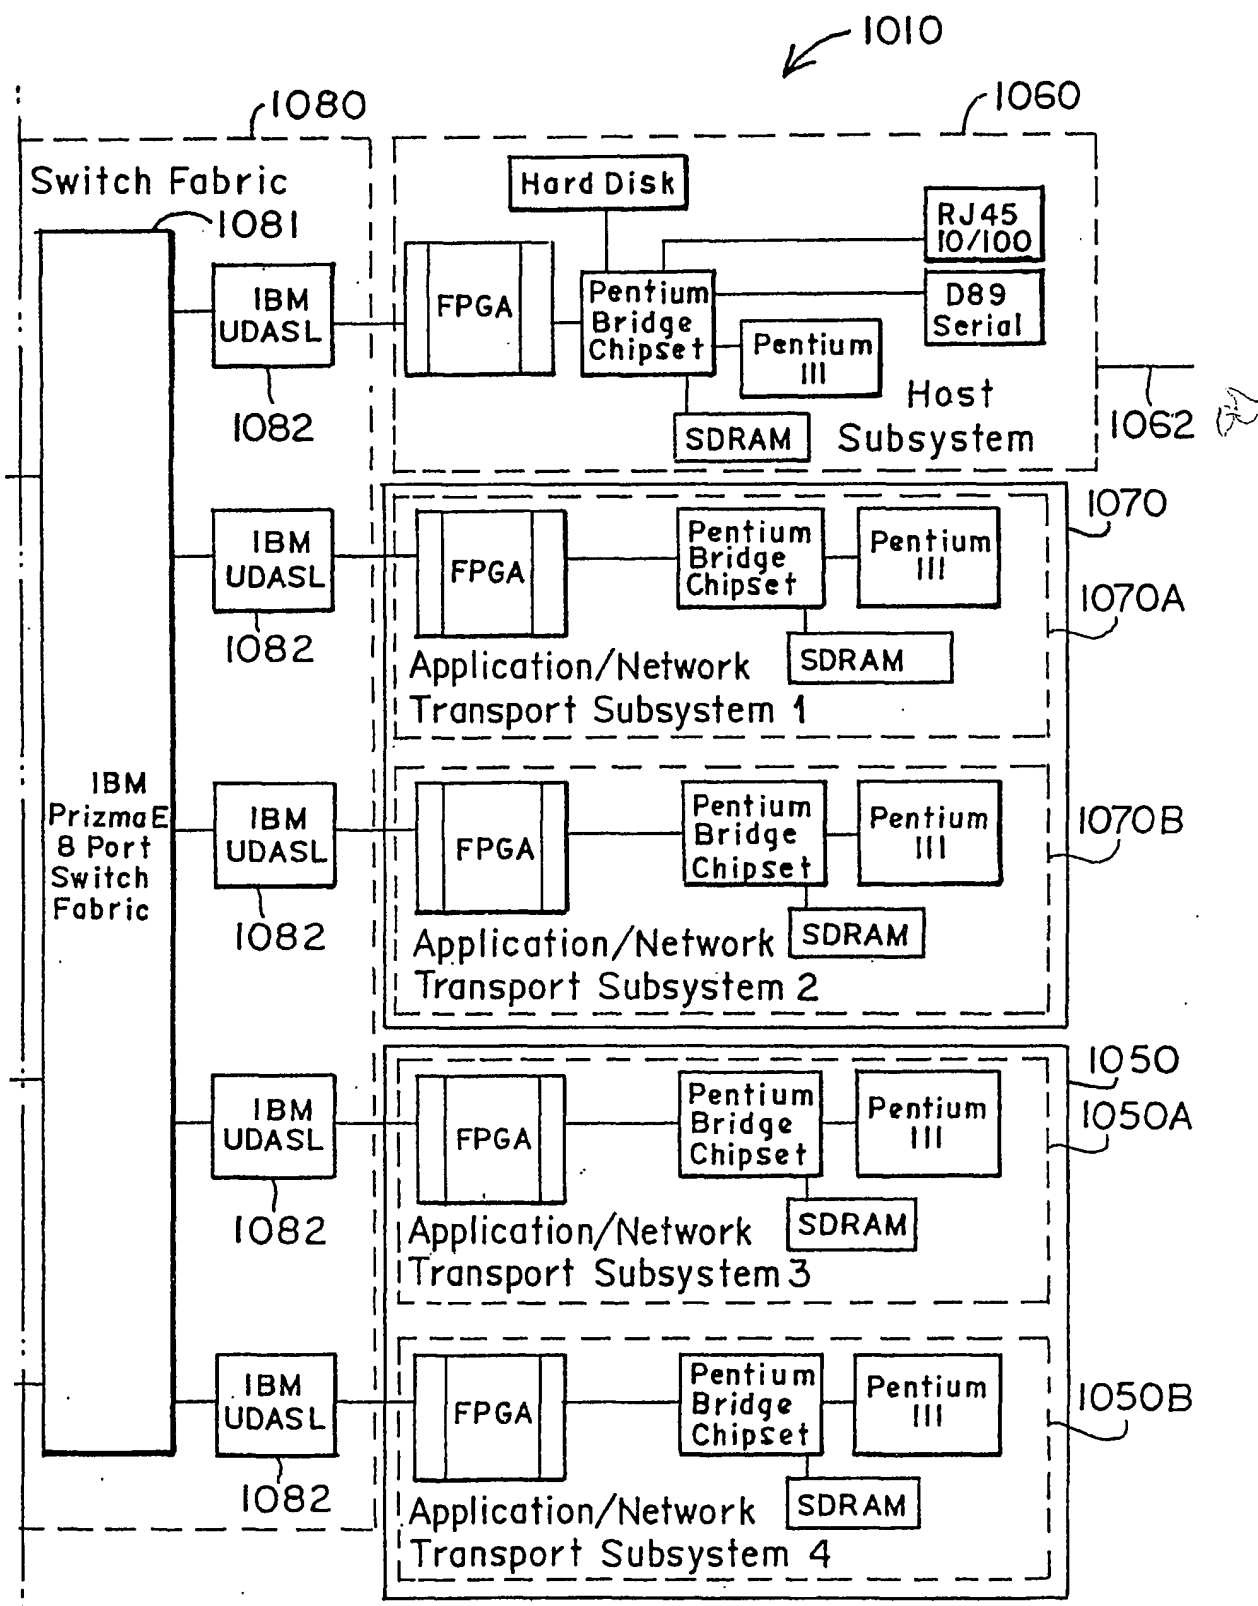 1010
1080
1060
Switch Fabric
1081
Hard Disk
RJ45
10/100
IBM
UDASL
FPGA
Pentium
Bridge
Chipset
D89
Serial
Pentium
III
1082
SDRAM
Host
Subsystem
1062
1070
IBM
UDASL
FPGA
Pentium
Bridge
Chipset
Pentium
III
1070A
1082
SDRAM
Application/Network
Transport Subsystem 1
IBM
PrizmaE
8 Port
Switch
Fabric
IBM
UDASL
FPGA
Pentium
Bridge
Chipset
Pentium
III
1070B
1082
SDRAM
Application/Network
Transport Subsystem 2
1050
IBM
UDASL
FPGA
Pentium
Bridge
Chipset
Pentium
III
1050A
1082
SDRAM
Application/Network
Transport Subsystem 3
IBM
UDASL
FPGA
Pentium
Bridge
Chipset
Pentium
III
1050B
1082
SDRAM
Application/Network
Transport Subsystem 4